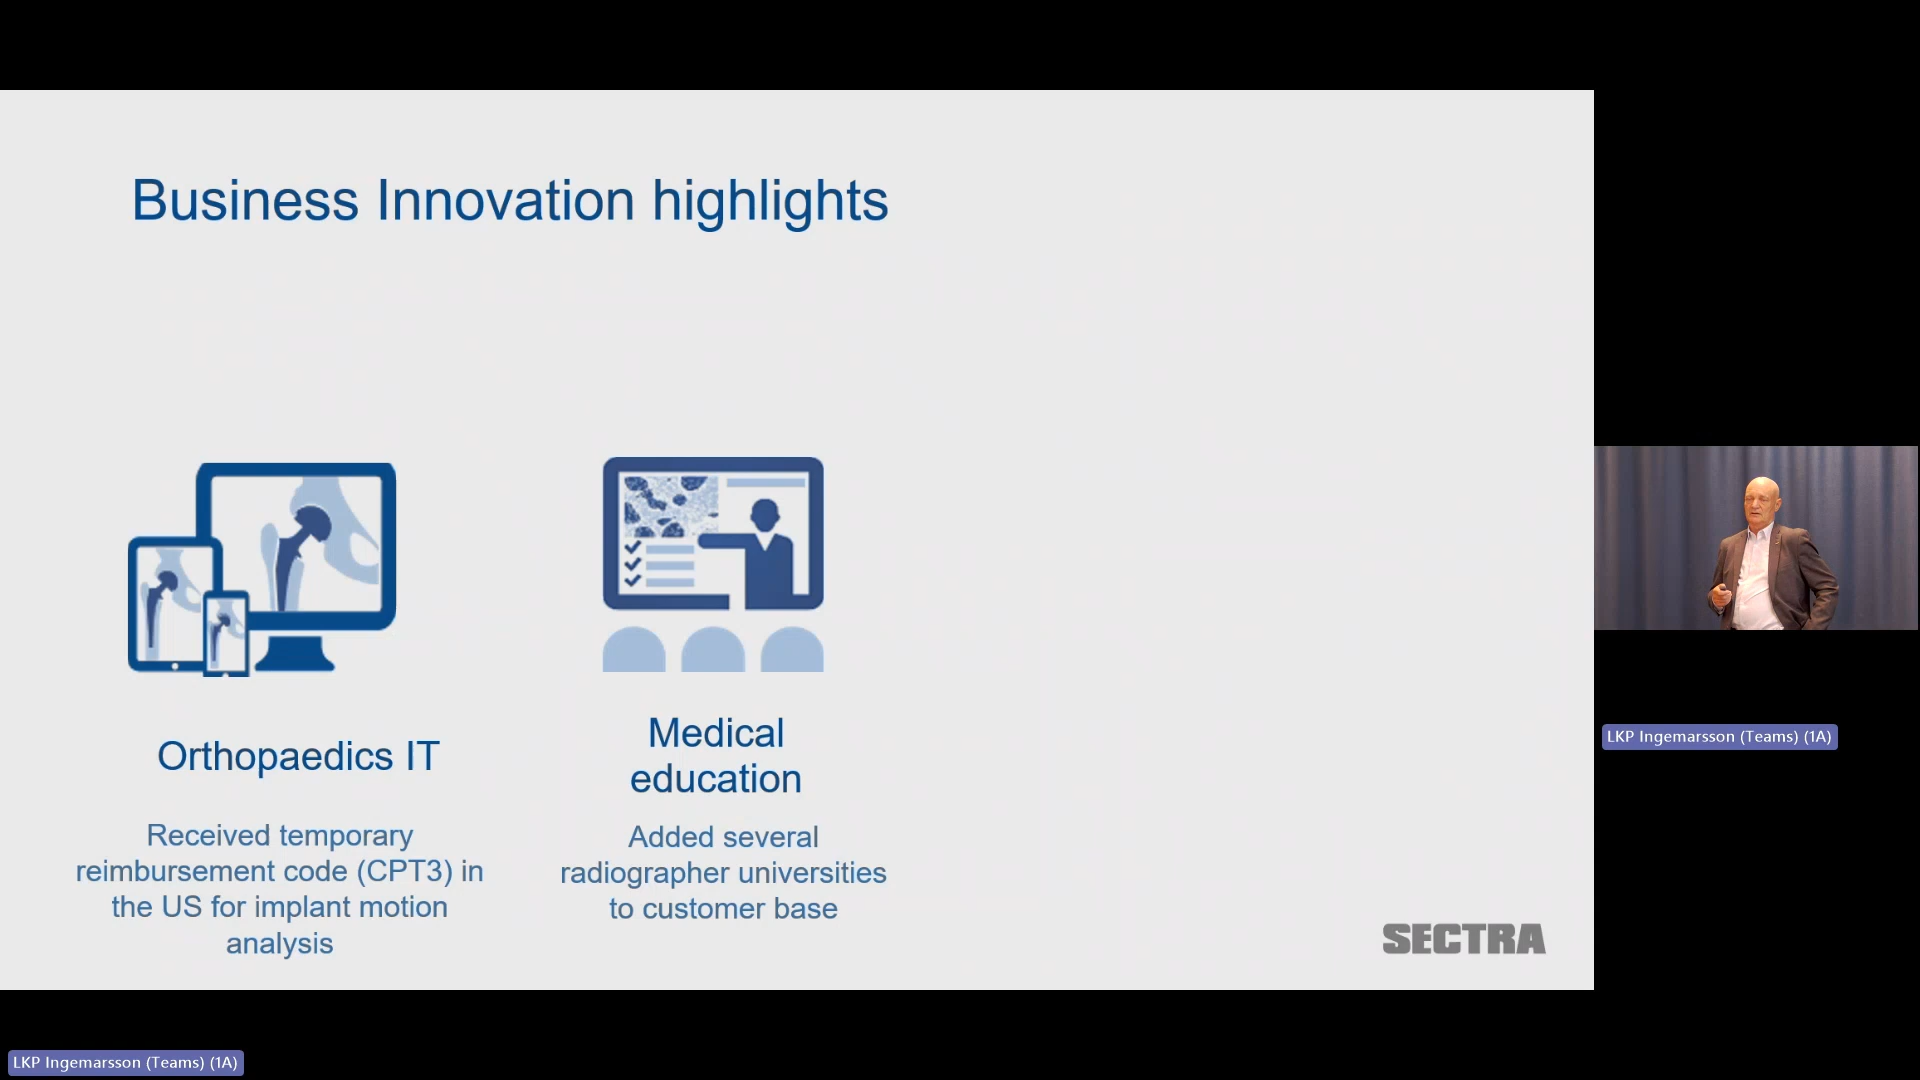 Business Innovation highlights
Orthopaedics IT
Received temporary
reimbursement code (CPT3) in
the US for implant motion
analysis
Medical
education
Added several
radiographer universities
to customer base
SECTRA
LKP Ingemarsson (Teams) (1A)
LKP Ingemarsson (Teams) (1A)